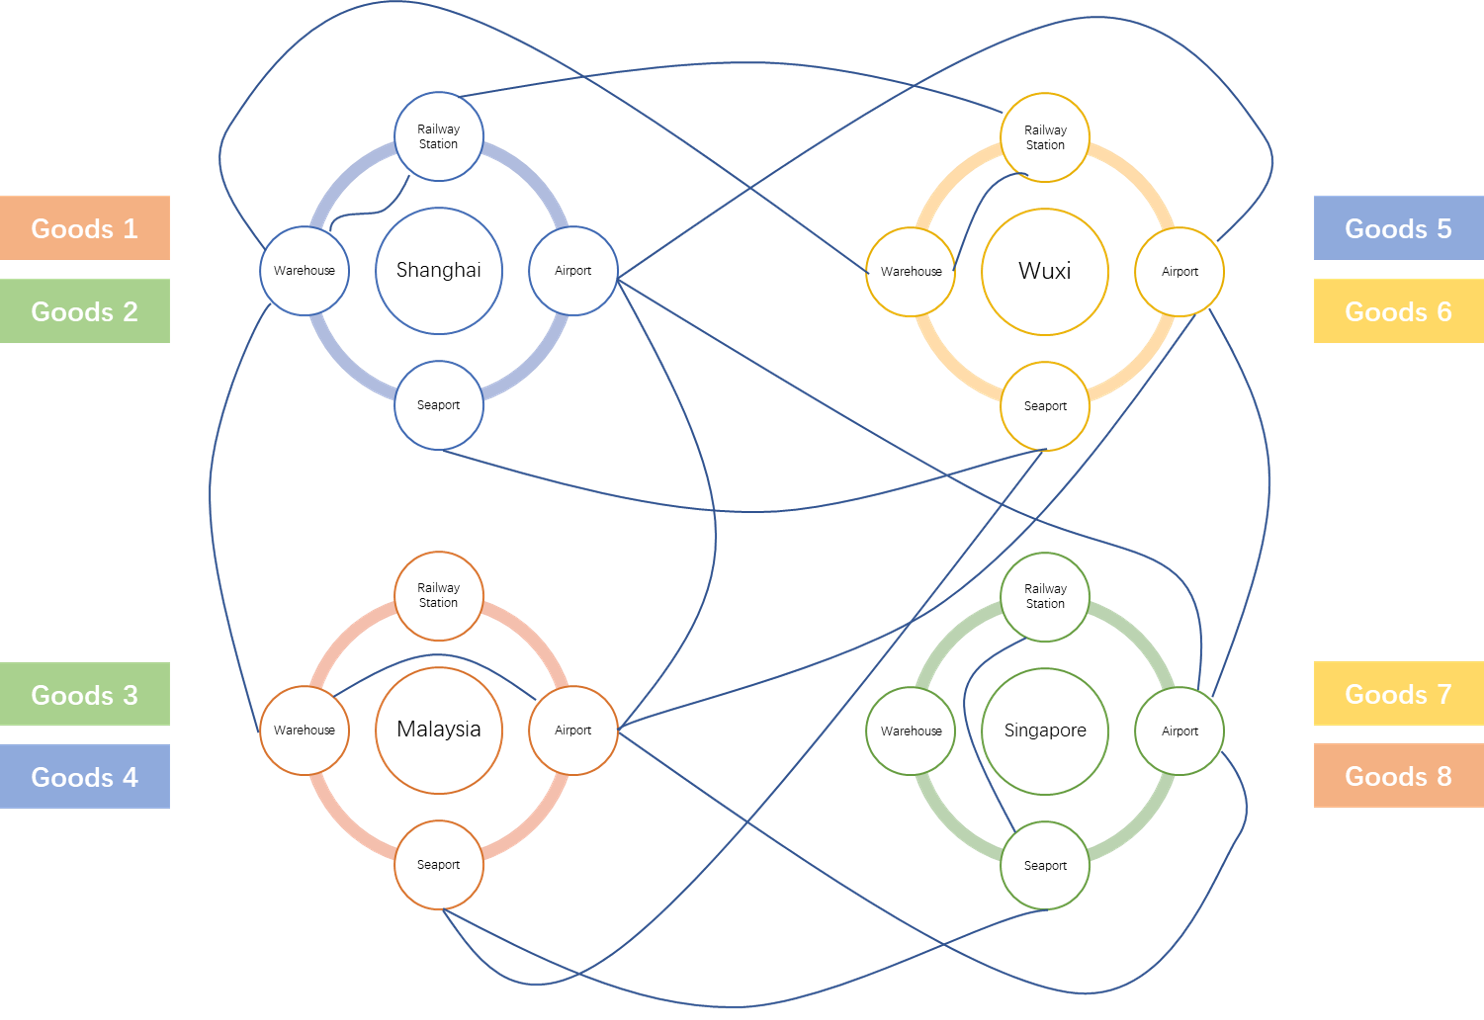 Railway
Station
Warehouse
Shanghai
Airport
Seaport
Railway
Station
Warehouse
Wuxi
Airport
Seaport
Goods 1
Goods 2
Goods 5
Goods 6
Railway
Station
Warehouse
Malaysia
Airport
Seaport
Railway
Station
Warehouse
Singapore
Airport
Seaport
Goods 3
Goods 4
Goods 7
Goods 8